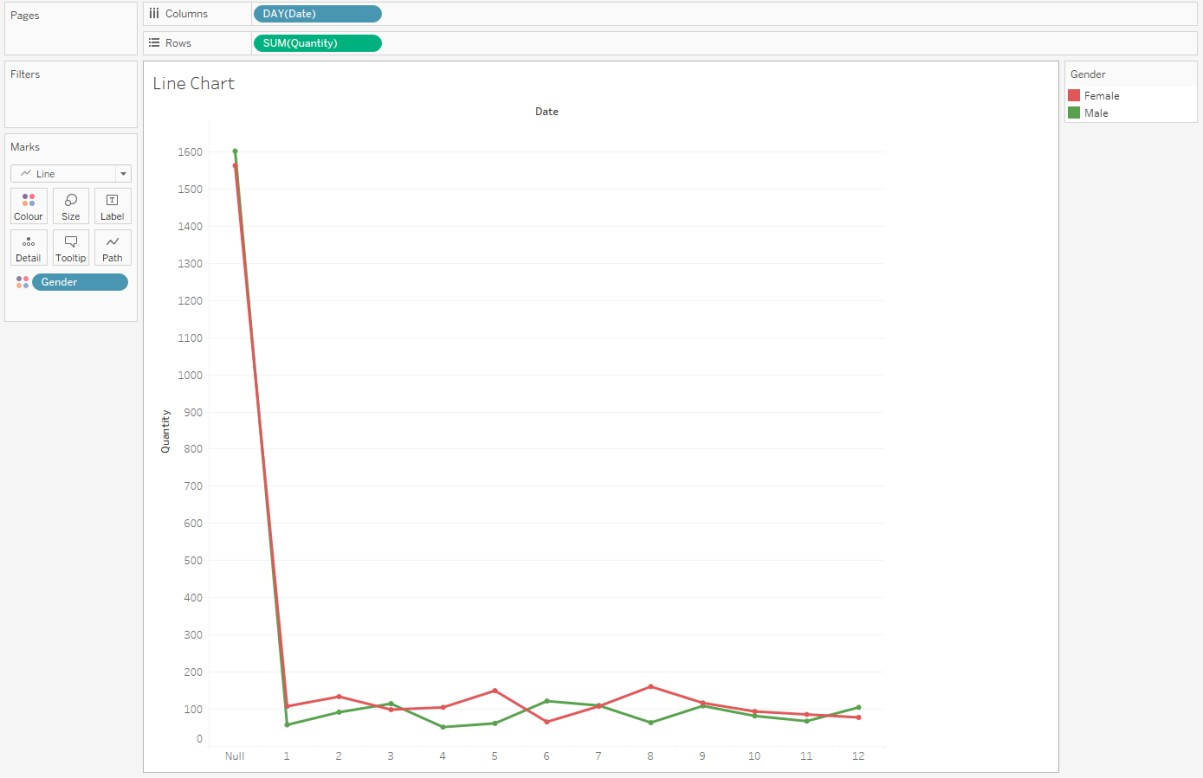 Pages
Columns
DAY(Date)
Rows
SUM(Quantity)
Filters
Marks
Line
Colour
Size
Label
Detail
Tooltip
Path
Gender
Line Chart
Date
Quantity
1600
1500
1400
1300
1200
1100
1000
900
800
700
600
500
400
300
200
100
0
Null 1 2 3 4 5 6 7 8 9 10 11 12
Gender
Female
Male